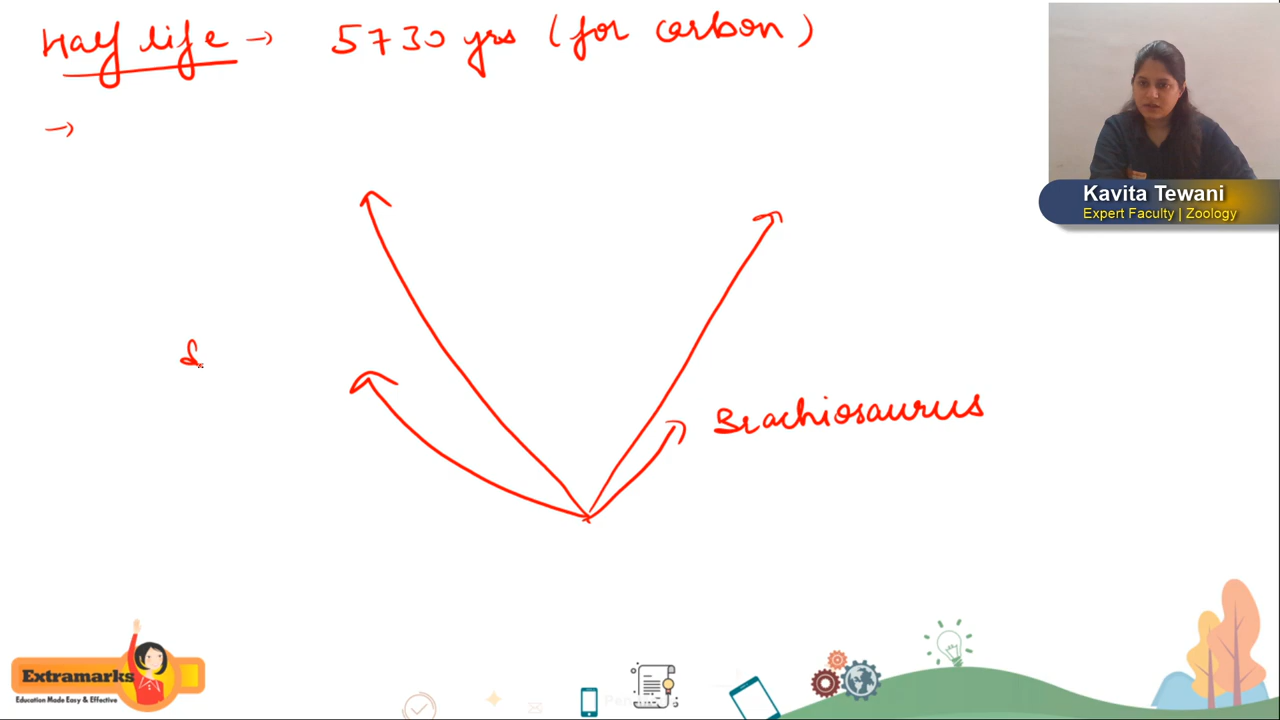 Half life → 5730 yrs (for carbon)
→
Kavita Tewani
Expert Faculty | Zoology
Brachiosaurus
Extramarks
Education Made Easy & Effective